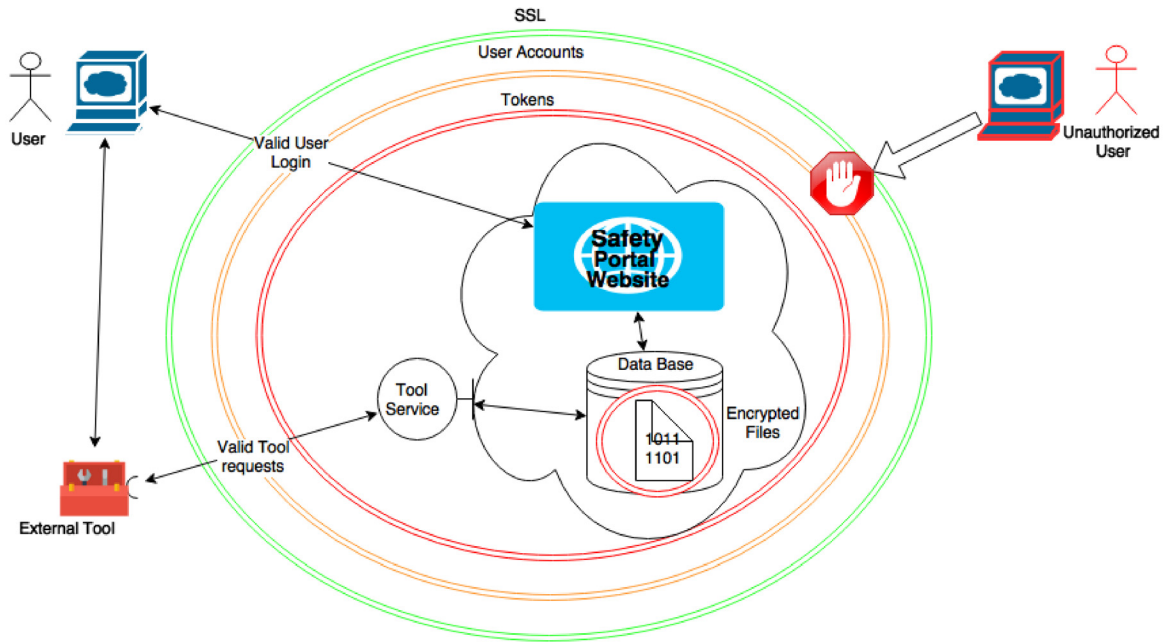 SSL
User Accounts
Tokens
User
Valid User
Login
Unauthorized
User
Safety
Portal
Website
Data Base
Tool
Service
Encrypted
Files
1011
1101
Valid Tool
requests
External Tool